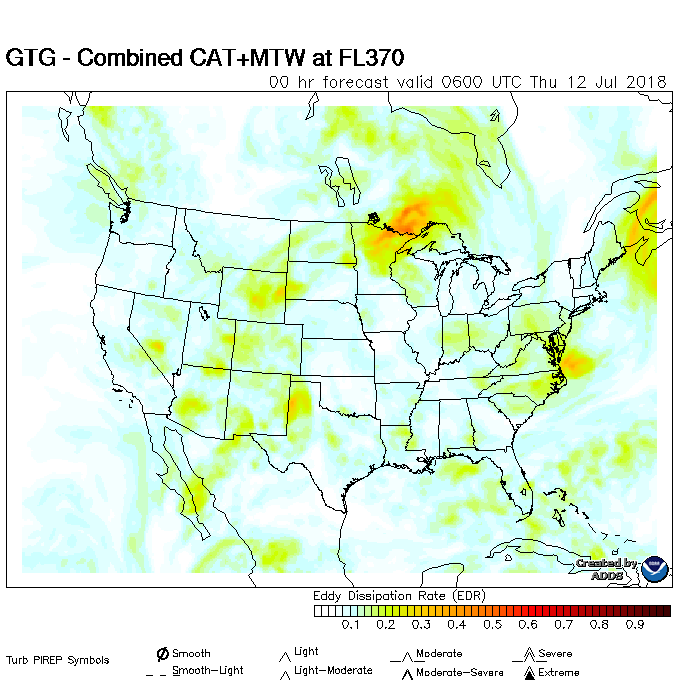 GTG - Combined CAT+MTW at FL370
00 hr forecast valid 0600 UTC Thu 12 Jul 2018
Created by
ADDS
Eddy Dissipation Rate (EDR)
0.1 0.2 0.3 0.4 0.5 0.6 0.7 0.8 0.9
Turb PIREP Symbols
Smooth Light Moderate Severe
Smooth-Light Light-Moderate Moderate-Severe Extreme